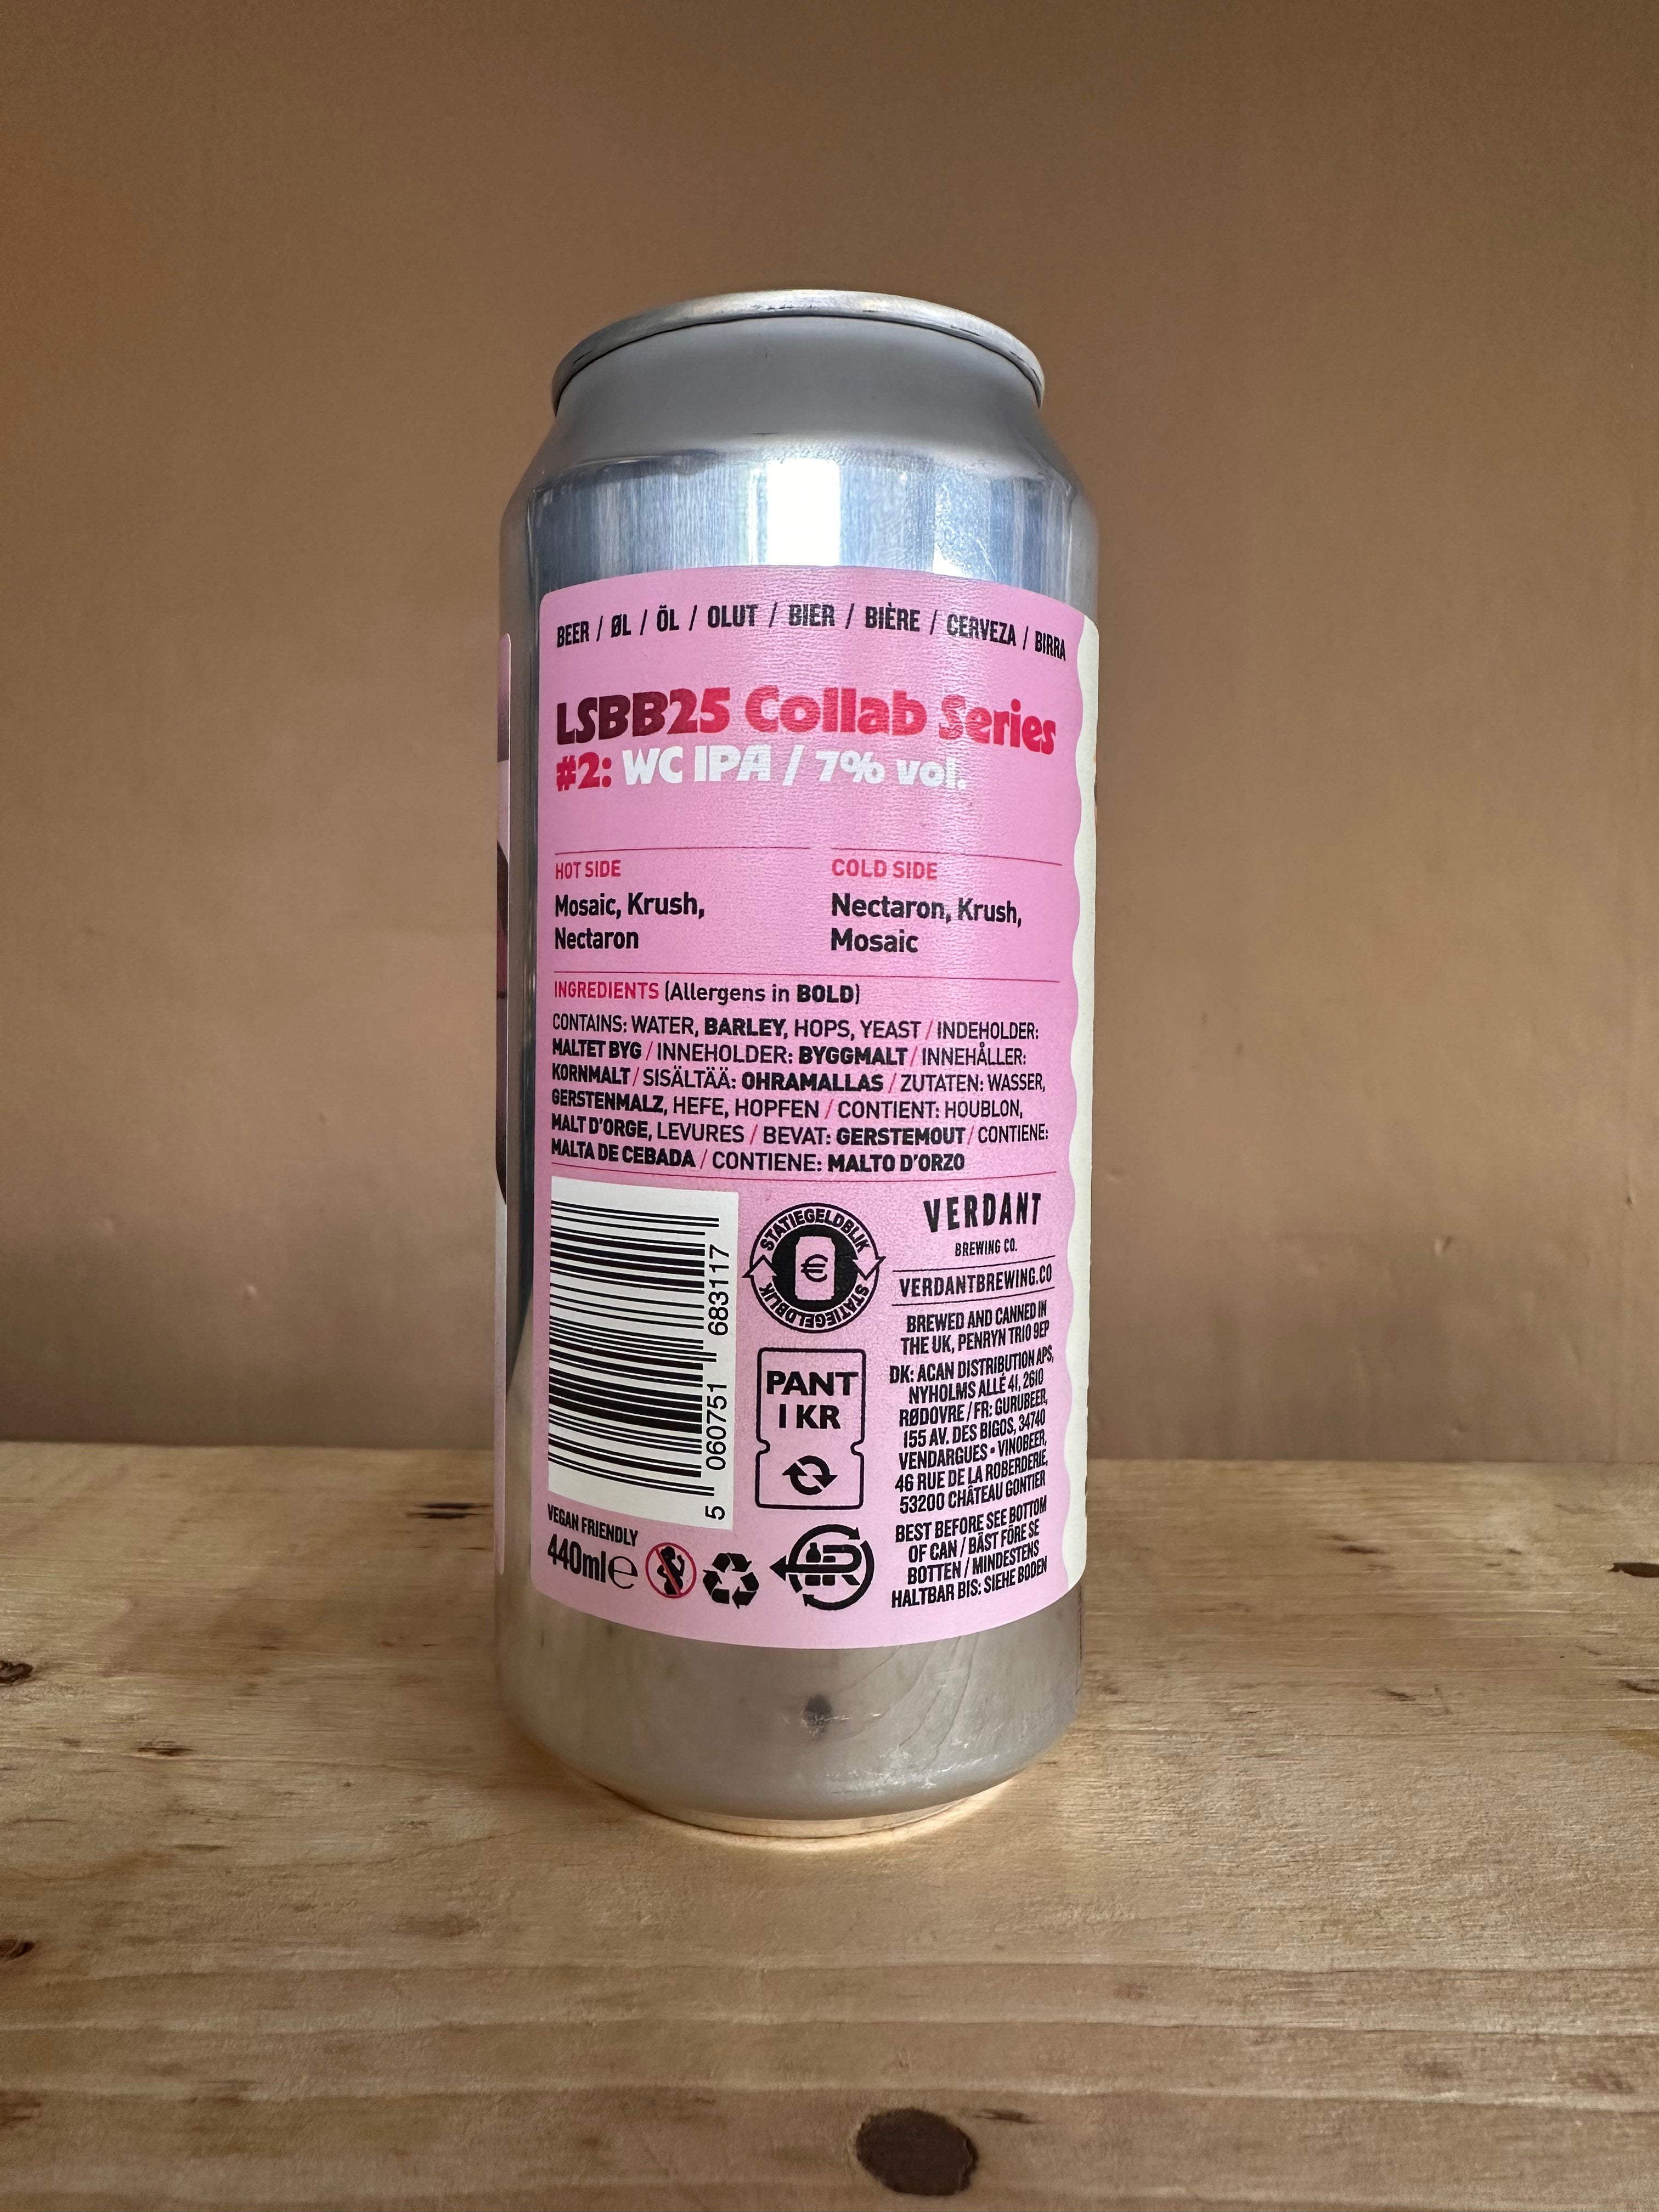 BEER / ØL / ÖL / OLUT / BIER / BIÈRE / CERVEZA / BIRRA
LSBB25 Collab Series
#2: WC IPA / 7% vol.
HOT SIDE
Mosaic, Krush,
Nectaron
COLD SIDE
Nectaron, Krush,
Mosaic
INGREDIENTS (Allergens in BOLD)
CONTAINS: WATER, BARLEY, HOPS, YEAST / INDEHOLDER:
MALTET BYG / INNEHOLDER: BYGGMALT / INNEHÅLLER:
KORNMALT / SISÄLTÄÄ: OHRAMALLAS / ZUTATEN: WASSER,
GERSTENMALZ, HEFE, HOPFEN / CONTIENT: HOUBLON,
MALT D'ORGE, LEVURES / BEVAT: GERSTEMOUT / CONTIENE:
MALTA DE CEBADA / CONTIENE: MALTO D'ORZO
5 060751 683117
VEGAN FRIENDLY
440ml℮
STATIEGELDBLIK
€
STATIEGELDBLIK
PANT
1 KR
VERDANT
BREWING CO.
VERDANTBREWING.CO
BREWED AND CANNED IN
THE UK, PENRYN TR10 9EP
DK: ACAN DISTRIBUTION APS,
NYHOLMS ALLÉ 41, 2610
RØDOVRE / FR: GURUBEER,
155 AV. DES BIGOS, 34740
VENDARGUES • VINOBEER,
46 RUE DE LA ROBERDERIE,
53200 CHÂTEAU GONTIER
BEST BEFORE SEE BOTTOM
OF CAN / BÄST FÖRE SE
BOTTEN / MINDESTENS
HALTBAR BIS: SIEHE BODEN